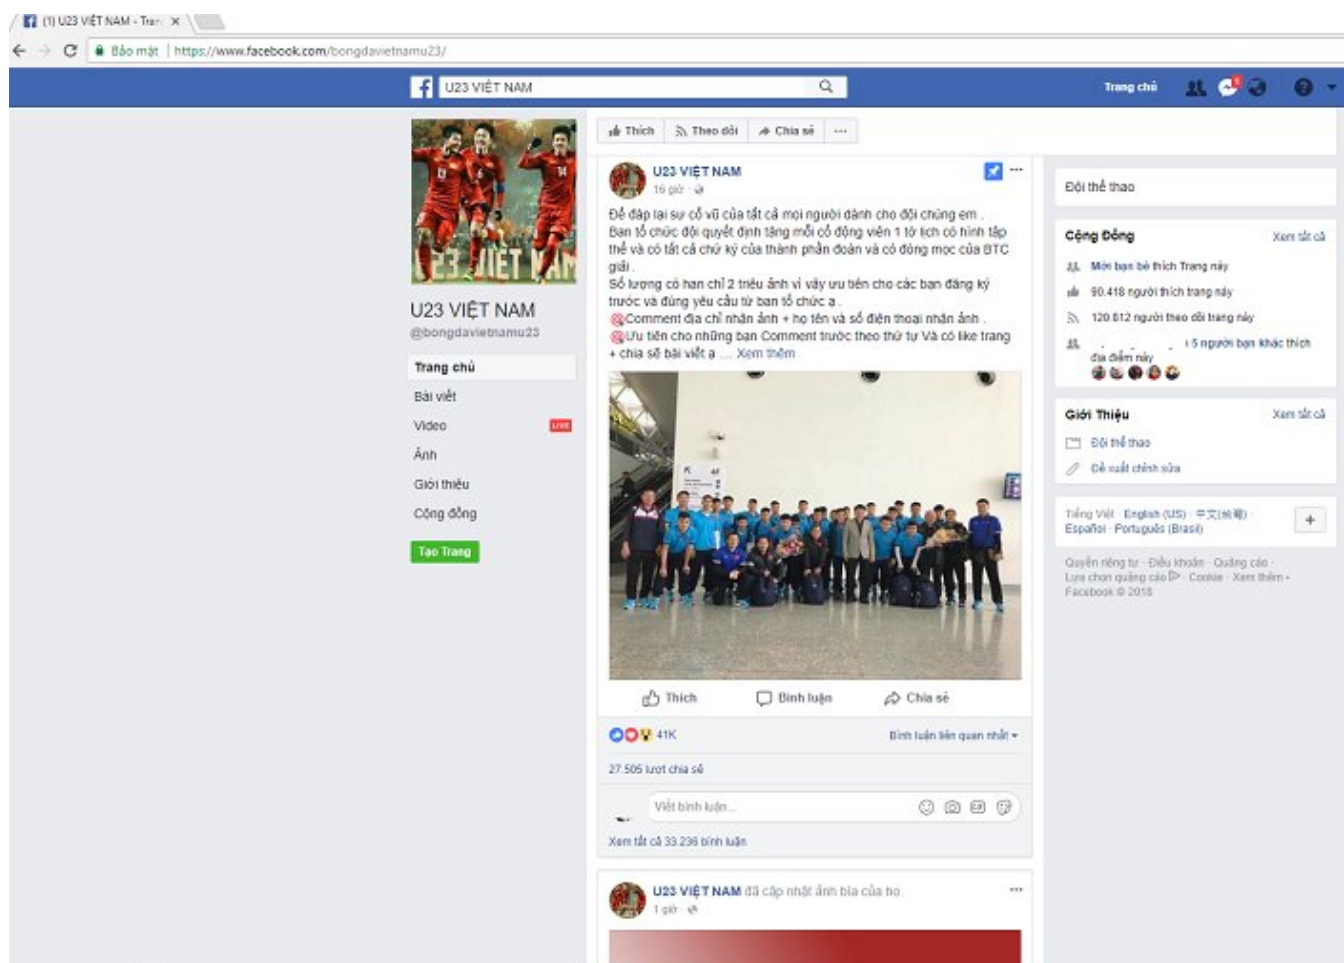 (1) U23 VIỆT NAM - Tran
Bảo mật | https://www.facebook.com/bongdavietnamu23/
U23 VIỆT NAM
Trang chủ
U23 VIỆT NAM
U23 VIỆT NAM
@bongdavietnamu23
Trang chủ
Bài viết
Video LIVE
Ảnh
Giới thiệu
Cộng đồng
Tạo Trang
Thích Theo dõi Chia sẻ ...
U23 VIỆT NAM
16 giờ
Để đáp lại sự cổ vũ của tất cả mọi người dành cho đội chúng em .
Ban tổ chức đội quyết định tặng mỗi cổ động viên 1 tờ lịch có hình tập
thể và có tất cả chữ ký của thành phần đoàn và có đóng mọc của BTC
giải .
Số lượng có hạn chỉ 2 triệu ảnh vì vậy ưu tiên cho các bạn đăng ký
trước và đúng yêu cầu từ ban tổ chức ạ .
Comment địa chỉ nhận ảnh + họ tên và số điện thoại nhận ảnh .
Ưu tiên cho những bạn Comment trước theo thứ tự Và có like trang
+ chia sẽ bài viết ạ .... Xem thêm
Thích Bình luận Chia sẻ
41K Bình luận liên quan nhất
27.505 lượt chia sẻ
Viết bình luận...
Xem tất cả 33.236 bình luận
U23 VIỆT NAM đã cập nhật ảnh bìa của họ.
1 giờ
Đội thể thao
Cộng Đồng Xem tất cả
Mời bạn bè thích Trang này
90.418 người thích trang này
120.612 người theo dõi trang này
5 người bạn khác thích
địa điểm này
Giới Thiệu Xem tất cả
Đội thể thao
Đề xuất chỉnh sửa
Tiếng Việt · English (US) · 中文(台灣) ·
Español · Português (Brasil)
Quyền riêng tư · Điều khoản · Quảng cáo ·
Lựa chọn quảng cáo · Cookie · Xem thêm
Facebook © 2018